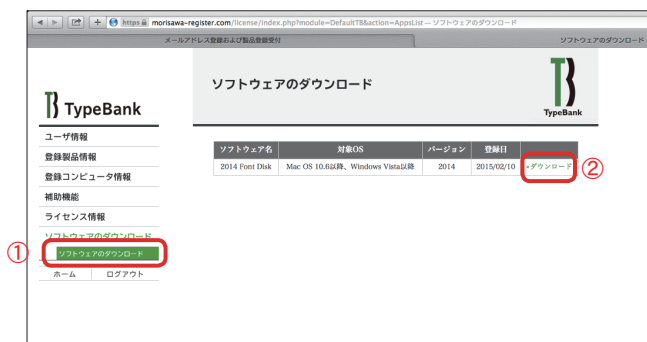 https morisawa-register.com/license/index.php?module=DefaultTB&action=AppsList — ソフトウェアのダウンロード
メールアドレス登録および製品登録受付
ソフトウェアのダウンロード
TypeBank
ソフトウェアのダウンロード
TypeBank
ユーザ情報
登録製品情報
登録コンピュータ情報
補助機能
ライセンス情報
ソフトウェアのダウンロード
① ソフトウェアのダウンロード
ホーム ログアウト
ソフトウェア名 対象OS バージョン 登録日
2014 Font Disk Mac OS 10.6以降、Windows Vista以降 2014 2015/02/10 »ダウンロード ②